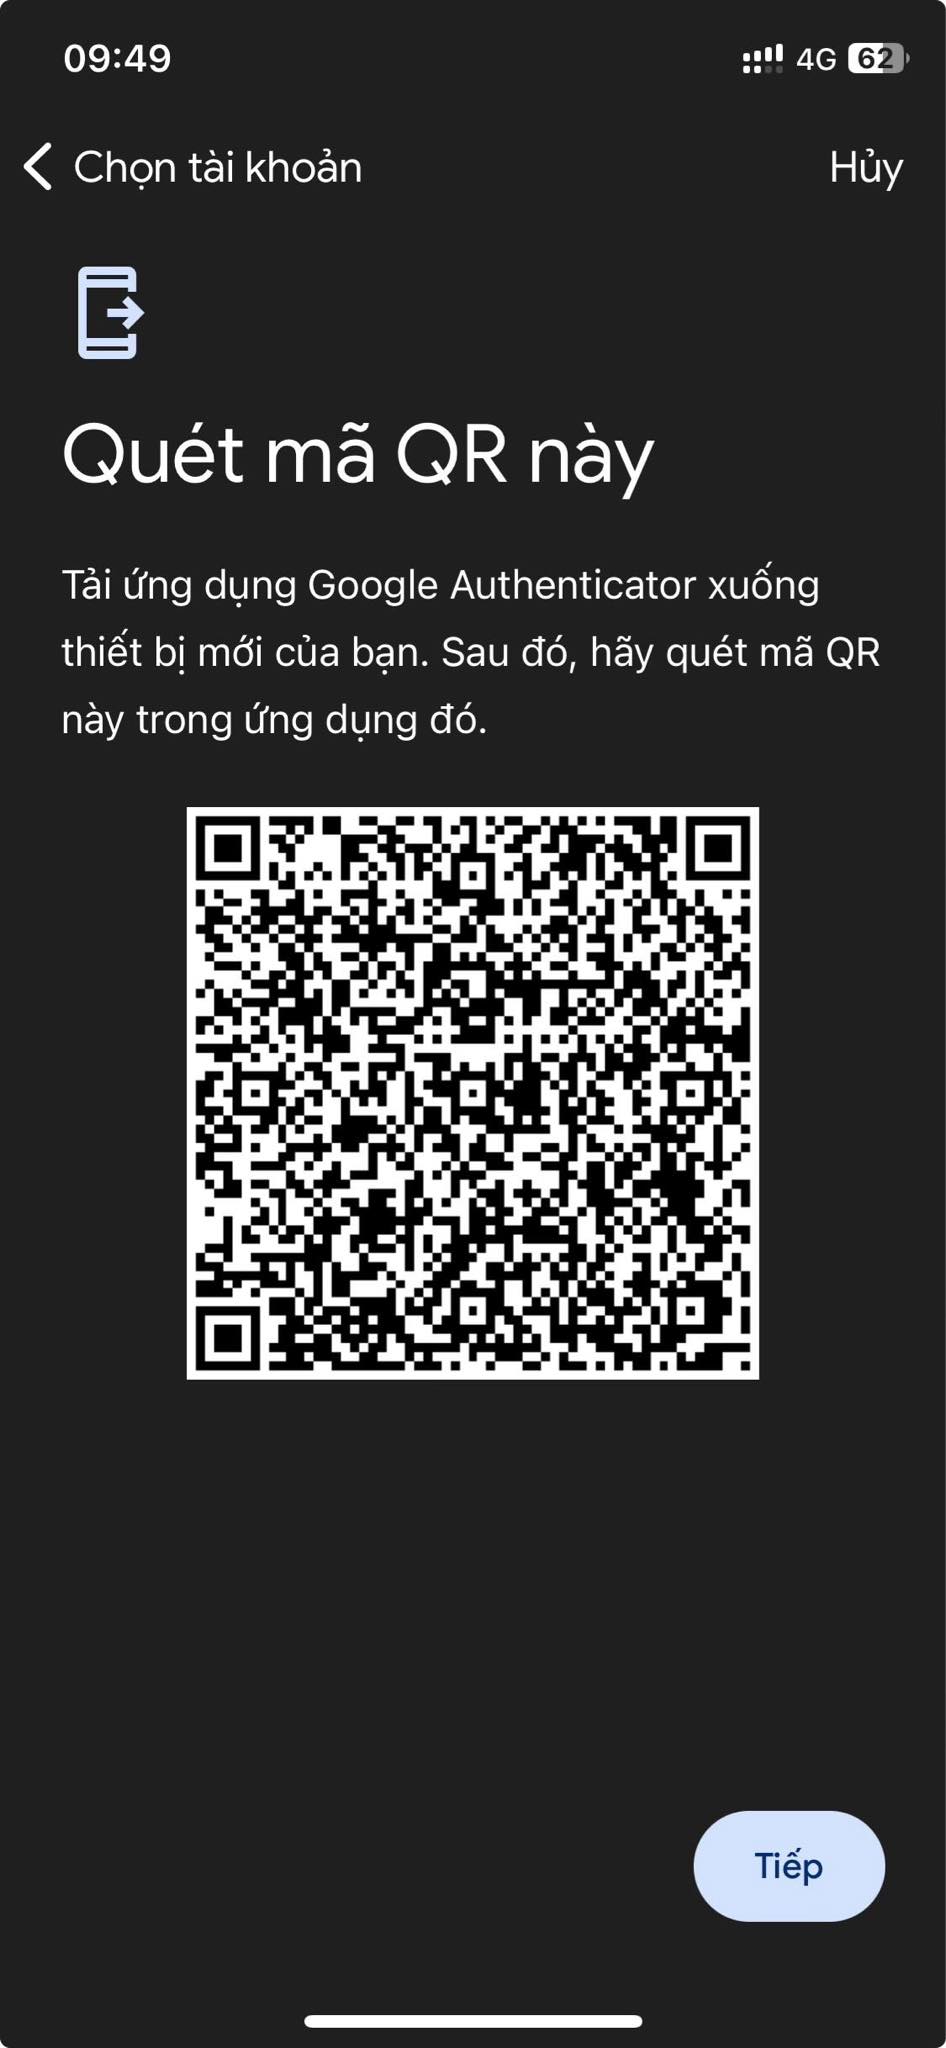 09:49
4G 62
Chọn tài khoản
Hủy
Quét mã QR này
Tải ứng dụng Google Authenticator xuống
thiết bị mới của bạn. Sau đó, hãy quét mã QR
này trong ứng dụng đó.
Tiếp